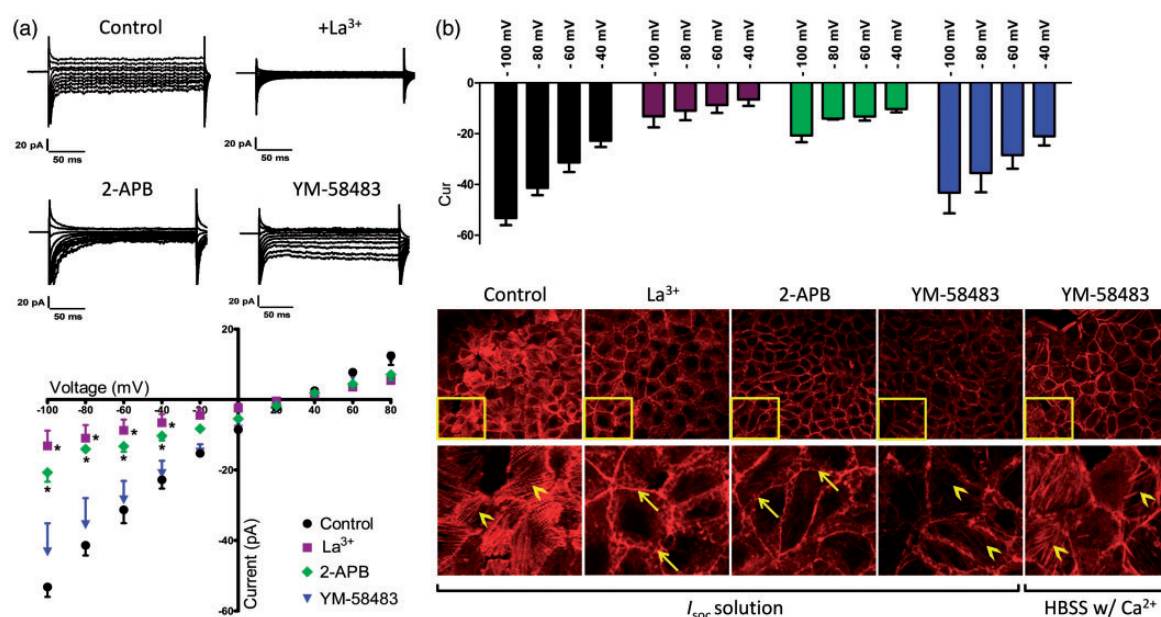 (a)
Control
+La³⁺
20 pA
50 ms
20 pA
50 ms
2-APB
YM-58483
20 pA
50 ms
20 pA
50 ms
20
Voltage (mV)
-100 -80 -60 -40 -20 0 20 40 60 80
*
*
*
*
*
*
*
*
-20
-40
-60
Current (pA)
Control
La³⁺
2-APB
YM-58483
(b)
- 100 mV
- 80 mV
- 60 mV
- 40 mV
- 100 mV
- 80 mV
- 60 mV
- 40 mV
- 100 mV
- 80 mV
- 60 mV
- 40 mV
- 100 mV
- 80 mV
- 60 mV
- 40 mV
0
-20
-40
-60
Cur
Control La³⁺ 2-APB YM-58483 YM-58483
Isoc solution HBSS w/ Ca²⁺